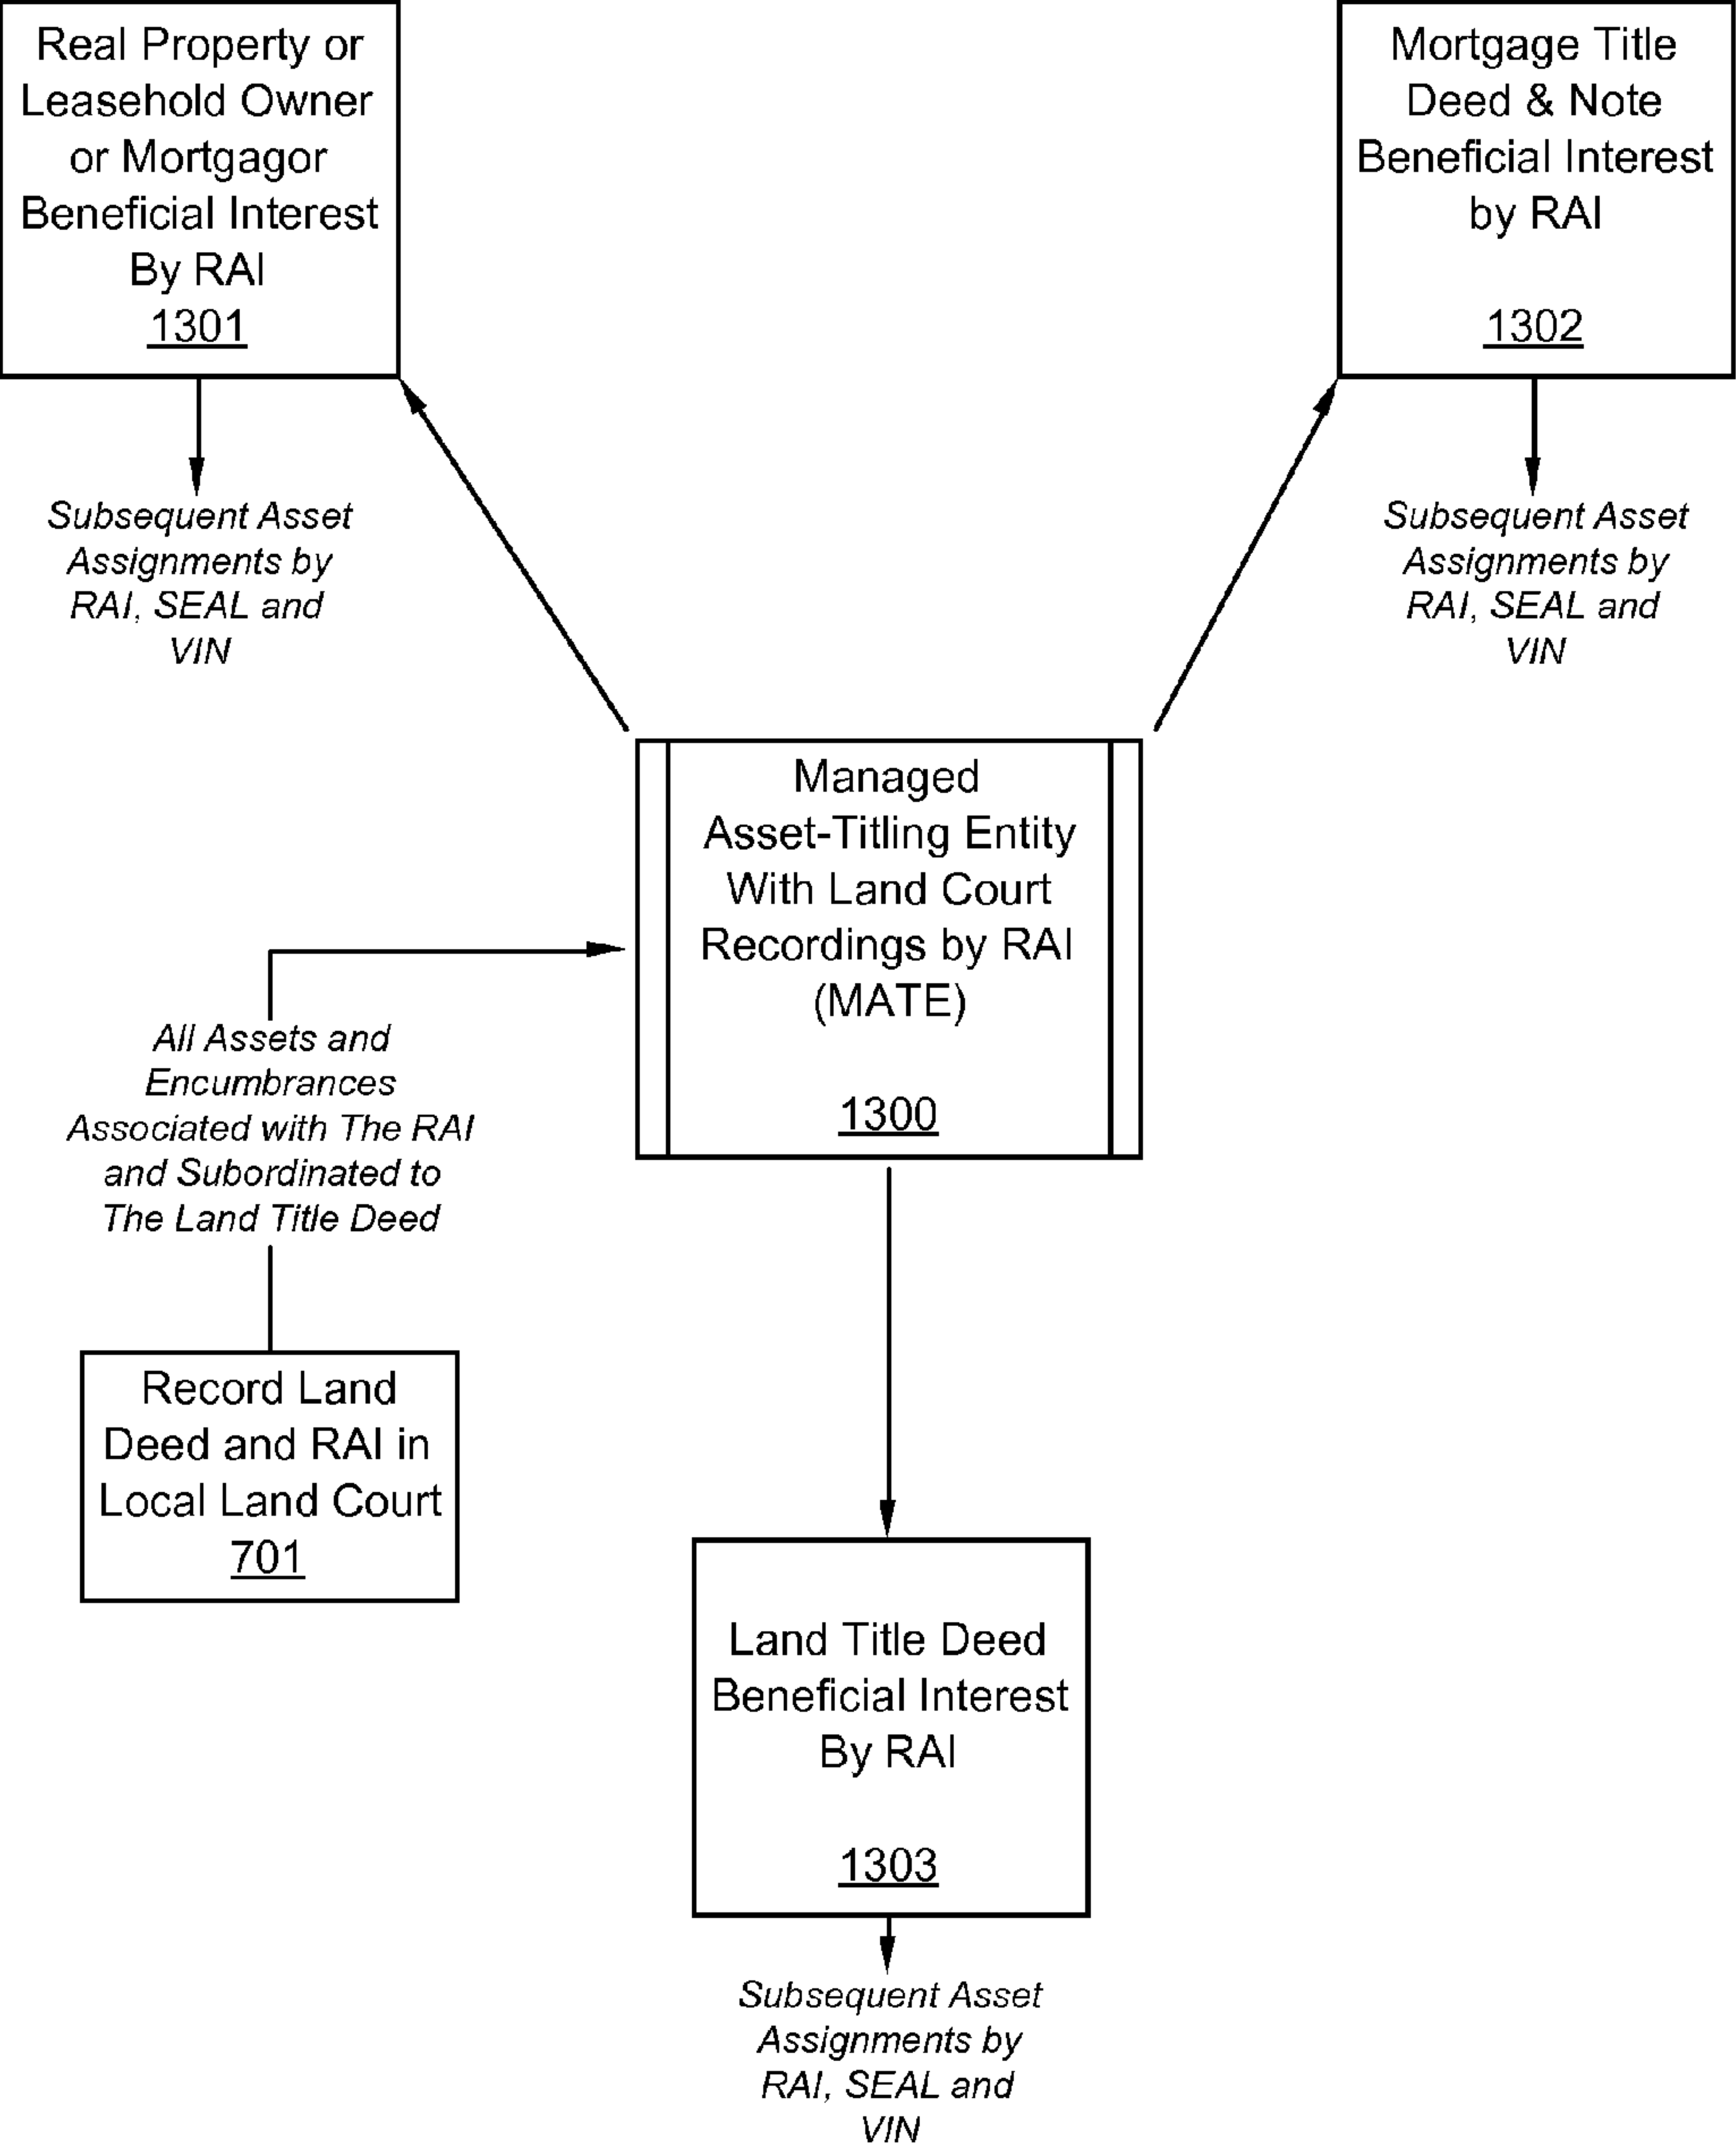 Real Property or
Leasehold Owner
or Mortgagor
Beneficial Interest
By RAI
1301
Mortgage Title
Deed & Note
Beneficial Interest
by RAI
1302
Subsequent Asset
Assignments by
RAI, SEAL and
VIN
Subsequent Asset
Assignments by
RAI, SEAL and
VIN
Managed
Asset-Titling Entity
With Land Court
Recordings by RAI
(MATE)
1300
All Assets and
Encumbrances
Associated with The RAI
and Subordinated to
The Land Title Deed
Record Land
Deed and RAI in
Local Land Court
701
Land Title Deed
Beneficial Interest
By RAI
1303
Subsequent Asset
Assignments by
RAI, SEAL and
VIN